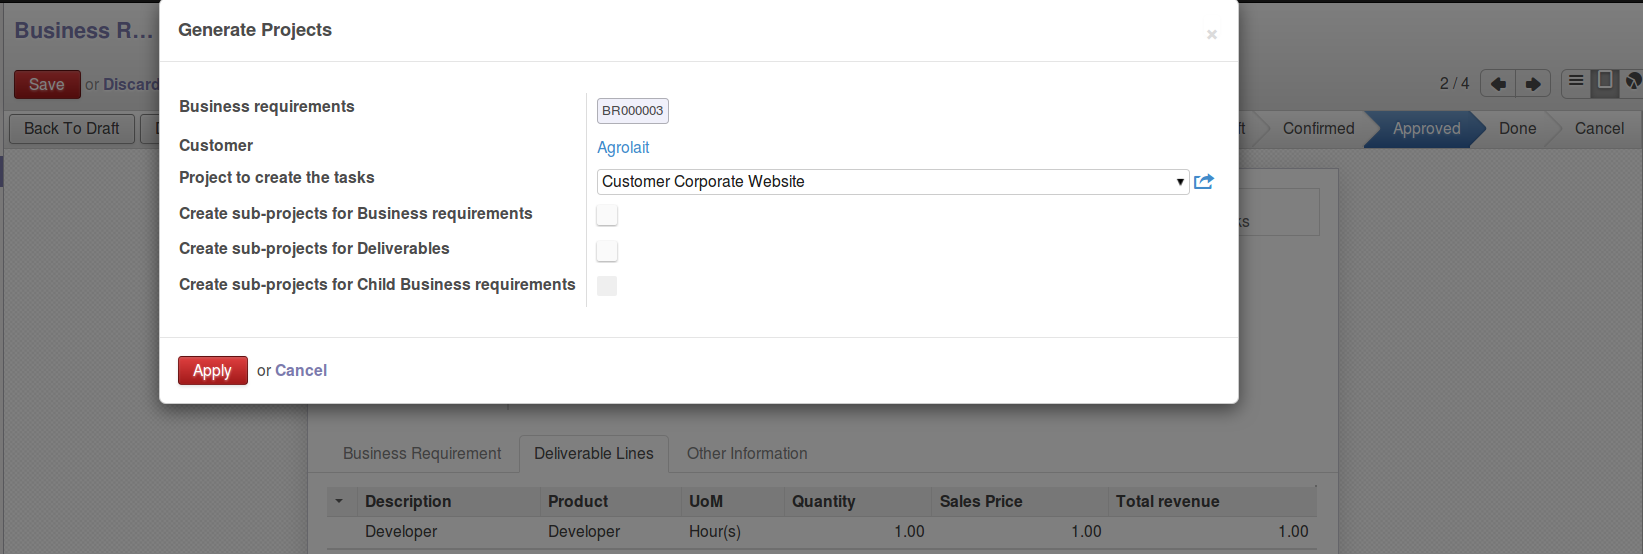 Business R...
Generate Projects
×
Save or Discard
2 / 4
Back To Draft
Confirmed
Approved
Done
Cancel
Business requirements
BR000003
Customer
Agrolait
Project to create the tasks
Customer Corporate Website
Create sub-projects for Business requirements
Create sub-projects for Deliverables
Create sub-projects for Child Business requirements
Apply or Cancel
Business Requirement
Deliverable Lines
Other Information
Description Product UoM Quantity Sales Price Total revenue
Developer Developer Hour(s) 1.00 1.00 1.00